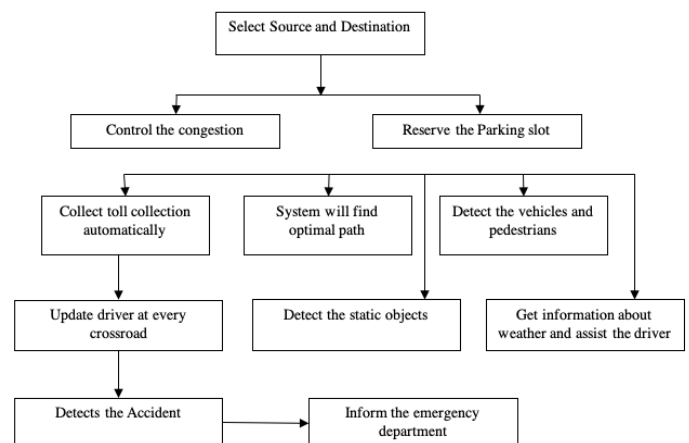 Select Source and Destination
Control the congestion
Reserve the Parking slot
Collect toll collection
automatically
System will find
optimal path
Detect the vehicles and
pedestrians
Update driver at every
crossroad
Detect the static objects
Get information about
weather and assist the driver
Detects the Accident
Inform the emergency
department